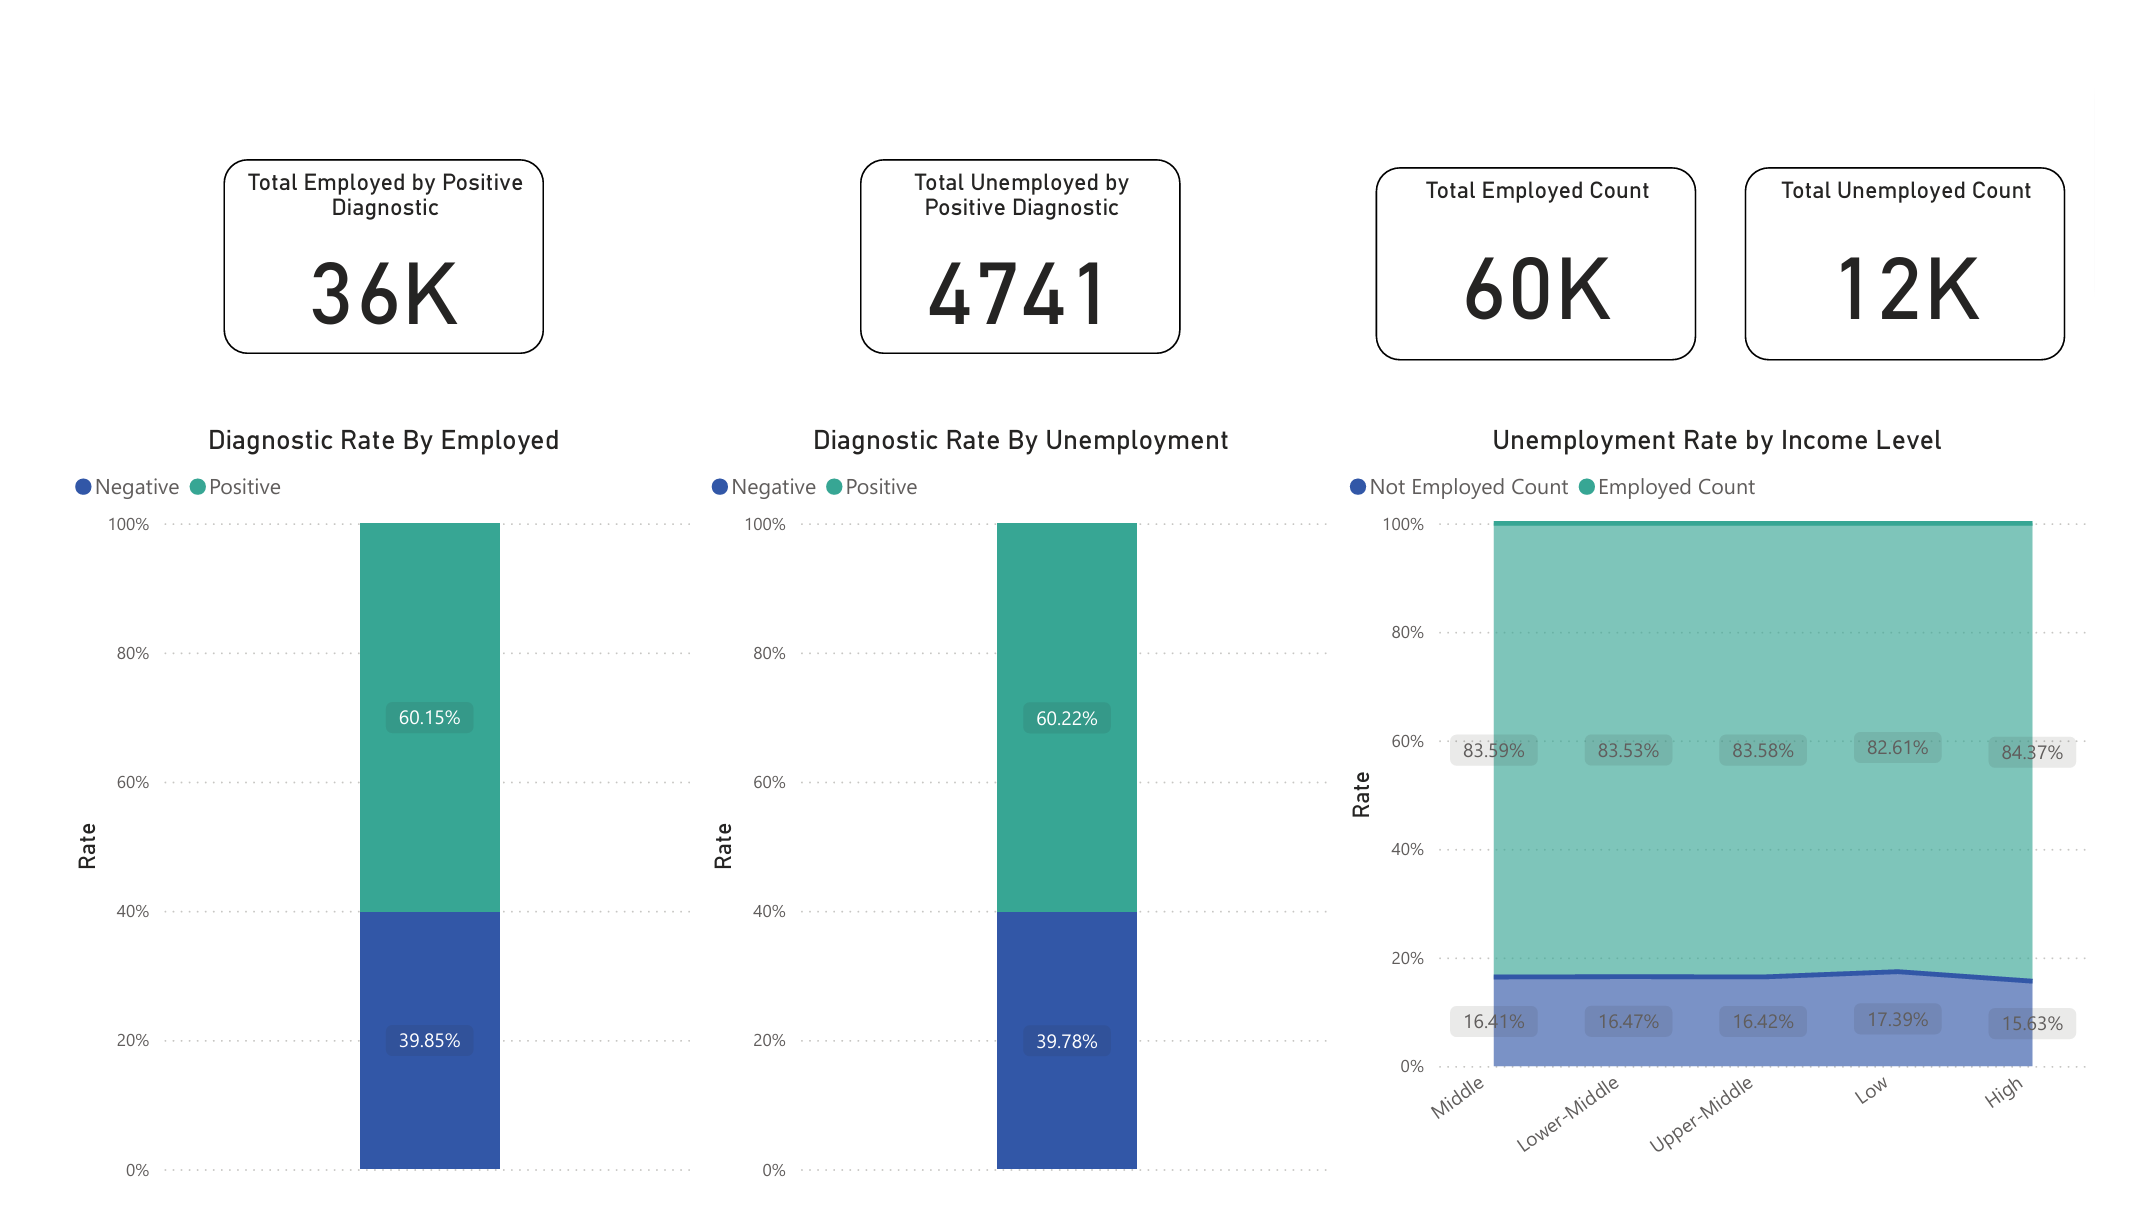 Total Employed by Positive
Diagnostic
36K
Total Unemployed by
Positive Diagnostic
4741
Total Employed Count
60K
Total Unemployed Count
12K
Diagnostic Rate By Employed
Negative Positive
100%
80%
60%
40%
20%
0%
Rate
60.15%
39.85%
Diagnostic Rate By Unemployment
Negative Positive
100%
80%
60%
40%
20%
0%
Rate
60.22%
39.78%
Unemployment Rate by Income Level
Not Employed Count Employed Count
100%
80%
60%
40%
20%
0%
Rate
83.59% 83.53% 83.58% 82.61% 84.37%
16.41% 16.47% 16.42% 17.39% 15.63%
Middle
Lower-Middle
Upper-Middle
Low
High